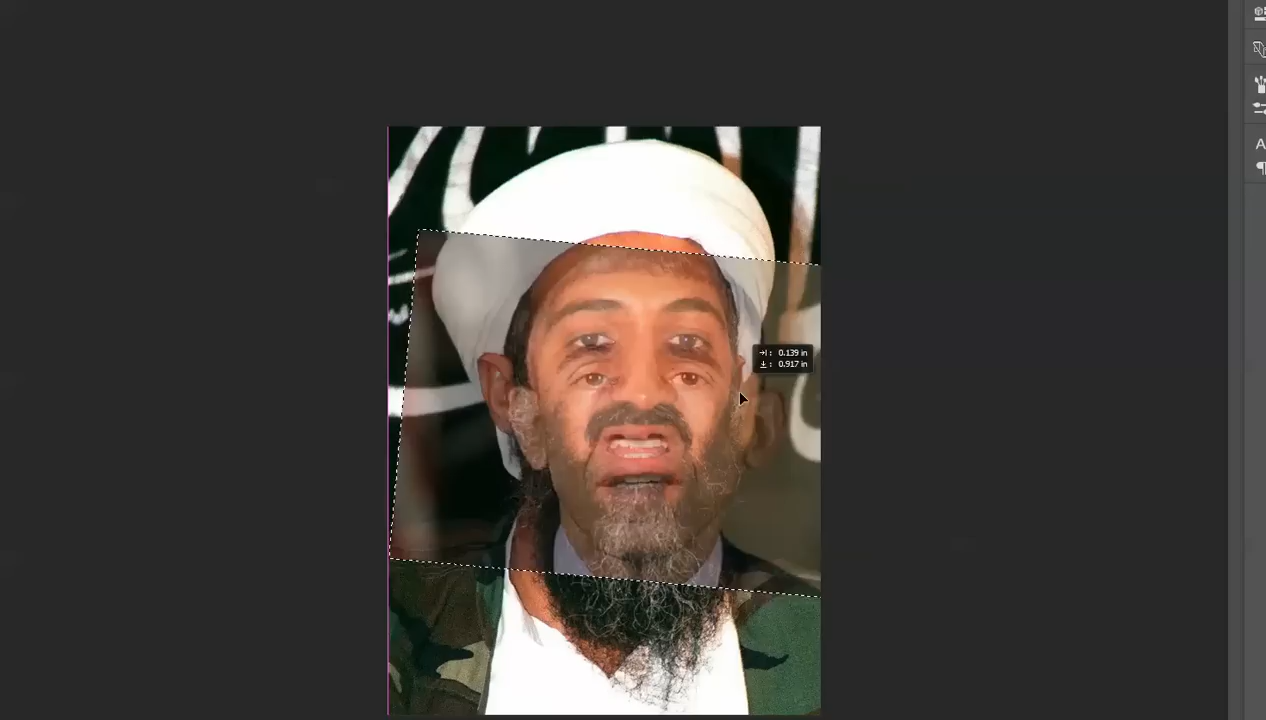 →| : 0.139 in
↓ : 0.917 in
A
¶